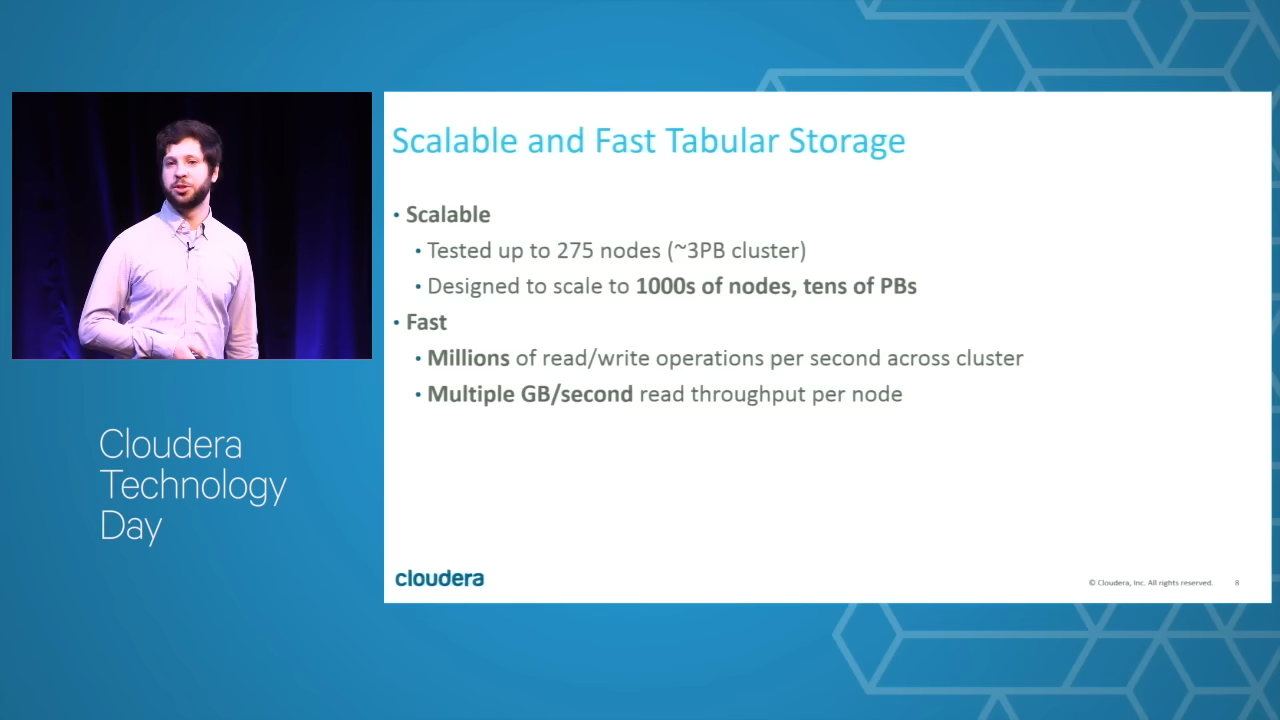 Scalable and Fast Tabular Storage
• Scalable
• Tested up to 275 nodes (~3PB cluster)
• Designed to scale to 1000s of nodes, tens of PBs
• Fast
• Millions of read/write operations per second across cluster
• Multiple GB/second read throughput per node
Cloudera
Technology
Day
cloudera
© Cloudera, Inc. All rights reserved. 8